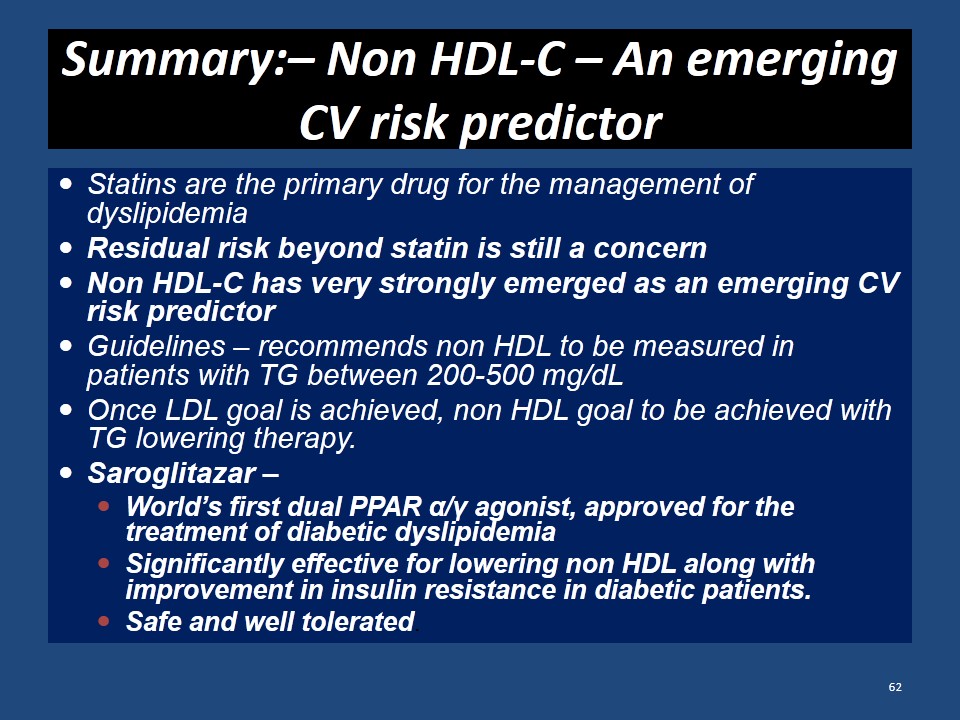 Summary:– Non HDL-C – An emerging
CV risk predictor
• Statins are the primary drug for the management of
dyslipidemia
• Residual risk beyond statin is still a concern
• Non HDL-C has very strongly emerged as an emerging CV
risk predictor
• Guidelines – recommends non HDL to be measured in
patients with TG between 200-500 mg/dL
• Once LDL goal is achieved, non HDL goal to be achieved with
TG lowering therapy.
• Saroglitazar –
• World’s first dual PPAR α/γ agonist, approved for the
treatment of diabetic dyslipidemia
• Significantly effective for lowering non HDL along with
improvement in insulin resistance in diabetic patients.
• Safe and well tolerated
62